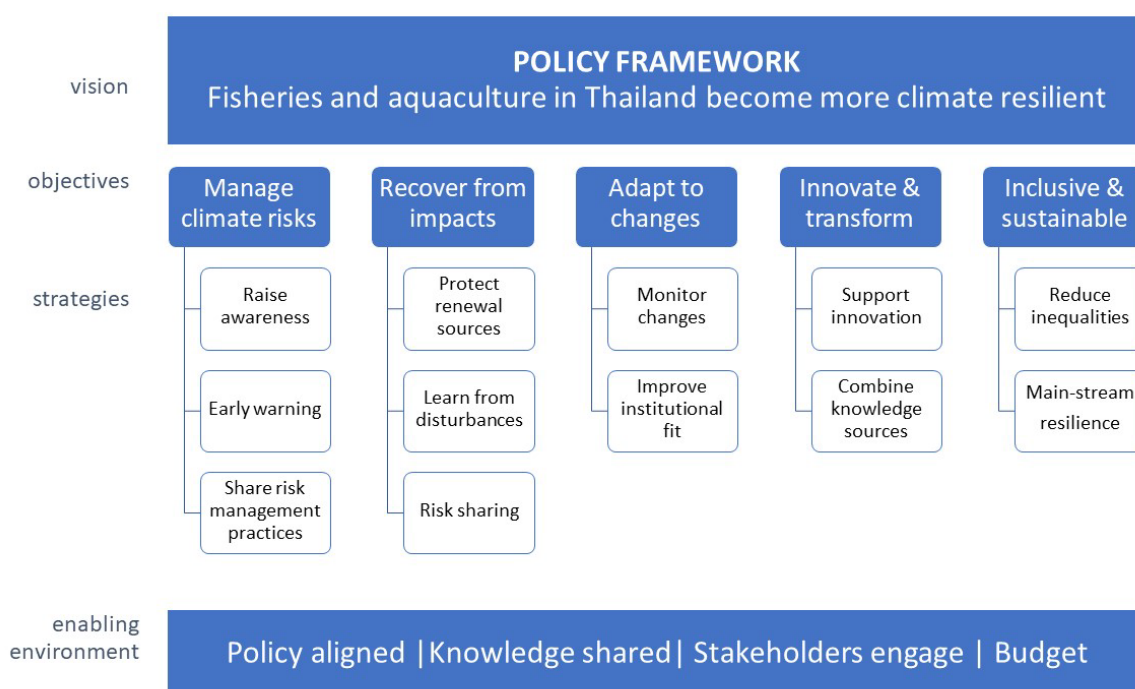 vision
POLICY FRAMEWORK
Fisheries and aquaculture in Thailand become more climate resilient
objectives
Manage
climate risks
Recover from
impacts
Adapt to
changes
Innovate &
transform
Inclusive &
sustainable
strategies
Raise
awareness
Early warning
Share risk
management
practices
Protect
renewal
sources
Learn from
disturbances
Risk sharing
Monitor
changes
Improve
institutional
fit
Support
innovation
Combine
knowledge
sources
Reduce
inequalities
Main-stream
resilience
enabling
environment
Policy aligned |Knowledge shared| Stakeholders engage | Budget